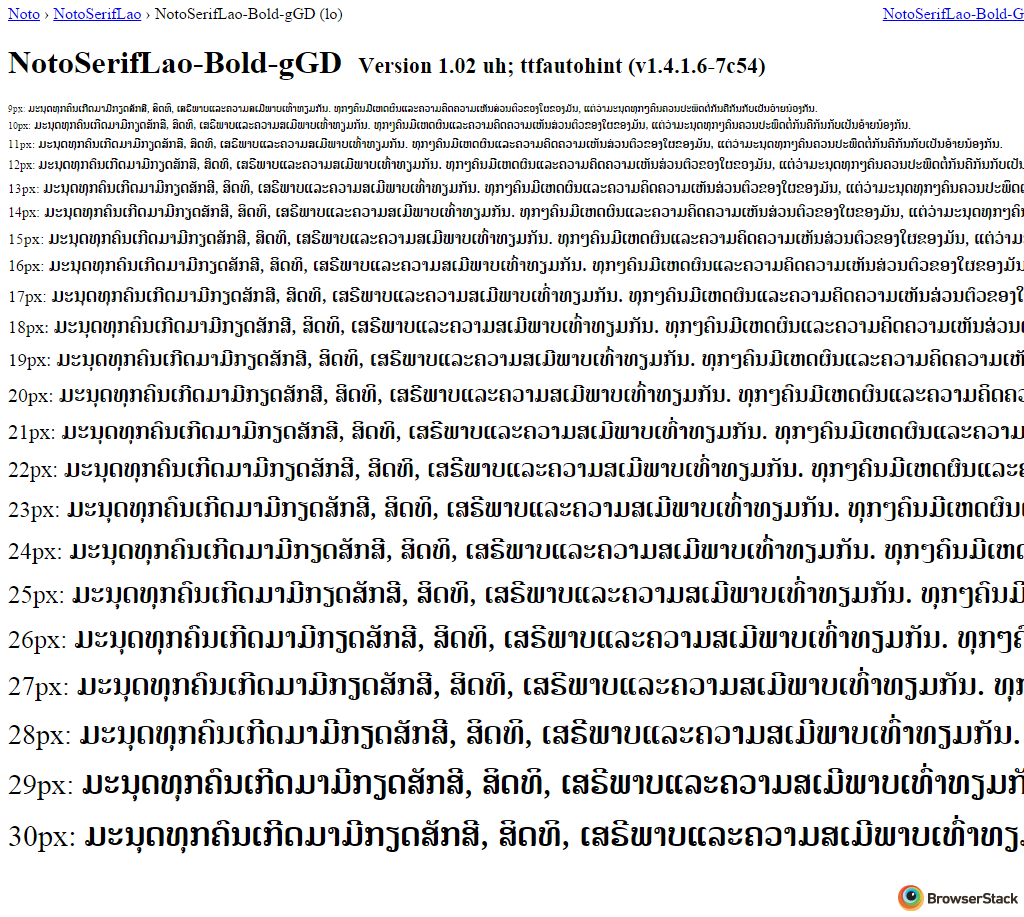 Noto › NotoSerifLao › NotoSerifLao-Bold-gGD (lo) NotoSerifLao-Bold-G
NotoSerifLao-Bold-gGD Version 1.02 uh; ttfautohint (v1.4.1.6-7c54)
9px: ມະນຸດທຸກຄົນເກີດມາມີກຽດສັກສີ, ສິດທິ, ເສຣີພາບແລະຄວາມສເມີພາບເທົ່າທຽມກັນ. ທຸກໆຄົນມີເຫດຜົນແລະຄວາມຄິດຄວາມເຫັນສ່ວນຕົວຂອງໃຜຂອງມັນ, ແຕ່ວ່າມະນຸດທຸກໆຄົນຄວນປະພຶດຕໍ່ກັນຄືກັນກັບເປັນອ້າຍນ້ອງກັນ.
10px: ມະນຸດທຸກຄົນເກີດມາມີກຽດສັກສີ, ສິດທິ, ເສຣີພາບແລະຄວາມສເມີພາບເທົ່າທຽມກັນ. ທຸກໆຄົນມີເຫດຜົນແລະຄວາມຄິດຄວາມເຫັນສ່ວນຕົວຂອງໃຜຂອງມັນ, ແຕ່ວ່າມະນຸດທຸກໆຄົນຄວນປະພຶດຕໍ່ກັນຄືກັນກັບເປັນອ້າຍນ້ອງກັນ.
11px: ມະນຸດທຸກຄົນເກີດມາມີກຽດສັກສີ, ສິດທິ, ເສຣີພາບແລະຄວາມສເມີພາບເທົ່າທຽມກັນ. ທຸກໆຄົນມີເຫດຜົນແລະຄວາມຄິດຄວາມເຫັນສ່ວນຕົວຂອງໃຜຂອງມັນ, ແຕ່ວ່າມະນຸດທຸກໆຄົນຄວນປະພຶດຕໍ່ກັນຄືກັນກັບເປັນອ້າຍນ້ອງກັນ.
12px: ມະນຸດທຸກຄົນເກີດມາມີກຽດສັກສີ, ສິດທິ, ເສຣີພາບແລະຄວາມສເມີພາບເທົ່າທຽມກັນ. ທຸກໆຄົນມີເຫດຜົນແລະຄວາມຄິດຄວາມເຫັນສ່ວນຕົວຂອງໃຜຂອງມັນ, ແຕ່ວ່າມະນຸດທຸກໆຄົນຄວນປະພຶດຕໍ່ກັນຄືກັນກັບເປັ
13px: ມະນຸດທຸກຄົນເກີດມາມີກຽດສັກສີ, ສິດທິ, ເສຣີພາບແລະຄວາມສເມີພາບເທົ່າທຽມກັນ. ທຸກໆຄົນມີເຫດຜົນແລະຄວາມຄິດຄວາມເຫັນສ່ວນຕົວຂອງໃຜຂອງມັນ, ແຕ່ວ່າມະນຸດທຸກໆຄົນຄວນປະພຶດ
14px: ມະນຸດທຸກຄົນເກີດມາມີກຽດສັກສີ, ສິດທິ, ເສຣີພາບແລະຄວາມສເມີພາບເທົ່າທຽມກັນ. ທຸກໆຄົນມີເຫດຜົນແລະຄວາມຄິດຄວາມເຫັນສ່ວນຕົວຂອງໃຜຂອງມັນ, ແຕ່ວ່າມະນຸດທຸກໆຄົ
15px: ມະນຸດທຸກຄົນເກີດມາມີກຽດສັກສີ, ສິດທິ, ເສຣີພາບແລະຄວາມສເມີພາບເທົ່າທຽມກັນ. ທຸກໆຄົນມີເຫດຜົນແລະຄວາມຄິດຄວາມເຫັນສ່ວນຕົວຂອງໃຜຂອງມັນ, ແຕ່ວ່າມ
16px: ມະນຸດທຸກຄົນເກີດມາມີກຽດສັກສີ, ສິດທິ, ເສຣີພາບແລະຄວາມສເມີພາບເທົ່າທຽມກັນ. ທຸກໆຄົນມີເຫດຜົນແລະຄວາມຄິດຄວາມເຫັນສ່ວນຕົວຂອງໃຜຂອງມັນ
17px: ມະນຸດທຸກຄົນເກີດມາມີກຽດສັກສີ, ສິດທິ, ເສຣີພາບແລະຄວາມສເມີພາບເທົ່າທຽມກັນ. ທຸກໆຄົນມີເຫດຜົນແລະຄວາມຄິດຄວາມເຫັນສ່ວນຕົວຂອງໃ
18px: ມະນຸດທຸກຄົນເກີດມາມີກຽດສັກສີ, ສິດທິ, ເສຣີພາບແລະຄວາມສເມີພາບເທົ່າທຽມກັນ. ທຸກໆຄົນມີເຫດຜົນແລະຄວາມຄິດຄວາມເຫັນສ່ວນ
19px: ມະນຸດທຸກຄົນເກີດມາມີກຽດສັກສີ, ສິດທິ, ເສຣີພາບແລະຄວາມສເມີພາບເທົ່າທຽມກັນ. ທຸກໆຄົນມີເຫດຜົນແລະຄວາມຄິດຄວາມເຫັ
20px: ມະນຸດທຸກຄົນເກີດມາມີກຽດສັກສີ, ສິດທິ, ເສຣີພາບແລະຄວາມສເມີພາບເທົ່າທຽມກັນ. ທຸກໆຄົນມີເຫດຜົນແລະຄວາມຄິດຄວ
21px: ມະນຸດທຸກຄົນເກີດມາມີກຽດສັກສີ, ສິດທິ, ເສຣີພາບແລະຄວາມສເມີພາບເທົ່າທຽມກັນ. ທຸກໆຄົນມີເຫດຜົນແລະຄວາມ
22px: ມະນຸດທຸກຄົນເກີດມາມີກຽດສັກສີ, ສິດທິ, ເສຣີພາບແລະຄວາມສເມີພາບເທົ່າທຽມກັນ. ທຸກໆຄົນມີເຫດຜົນແລະຄ
23px: ມະນຸດທຸກຄົນເກີດມາມີກຽດສັກສີ, ສິດທິ, ເສຣີພາບແລະຄວາມສເມີພາບເທົ່າທຽມກັນ. ທຸກໆຄົນມີເຫດຜົນ
24px: ມະນຸດທຸກຄົນເກີດມາມີກຽດສັກສີ, ສິດທິ, ເສຣີພາບແລະຄວາມສເມີພາບເທົ່າທຽມກັນ. ທຸກໆຄົນມີເຫດ
25px: ມະນຸດທຸກຄົນເກີດມາມີກຽດສັກສີ, ສິດທິ, ເສຣີພາບແລະຄວາມສເມີພາບເທົ່າທຽມກັນ. ທຸກໆຄົນມີ
26px: ມະນຸດທຸກຄົນເກີດມາມີກຽດສັກສີ, ສິດທິ, ເສຣີພາບແລະຄວາມສເມີພາບເທົ່າທຽມກັນ. ທຸກໆຄົ
27px: ມະນຸດທຸກຄົນເກີດມາມີກຽດສັກສີ, ສິດທິ, ເສຣີພາບແລະຄວາມສເມີພາບເທົ່າທຽມກັນ. ທຸກ
28px: ມະນຸດທຸກຄົນເກີດມາມີກຽດສັກສີ, ສິດທິ, ເສຣີພາບແລະຄວາມສເມີພາບເທົ່າທຽມກັນ.
29px: ມະນຸດທຸກຄົນເກີດມາມີກຽດສັກສີ, ສິດທິ, ເສຣີພາບແລະຄວາມສເມີພາບເທົ່າທຽມກັ
30px: ມະນຸດທຸກຄົນເກີດມາມີກຽດສັກສີ, ສິດທິ, ເສຣີພາບແລະຄວາມສເມີພາບເທົ່າທຽ
BrowserStack